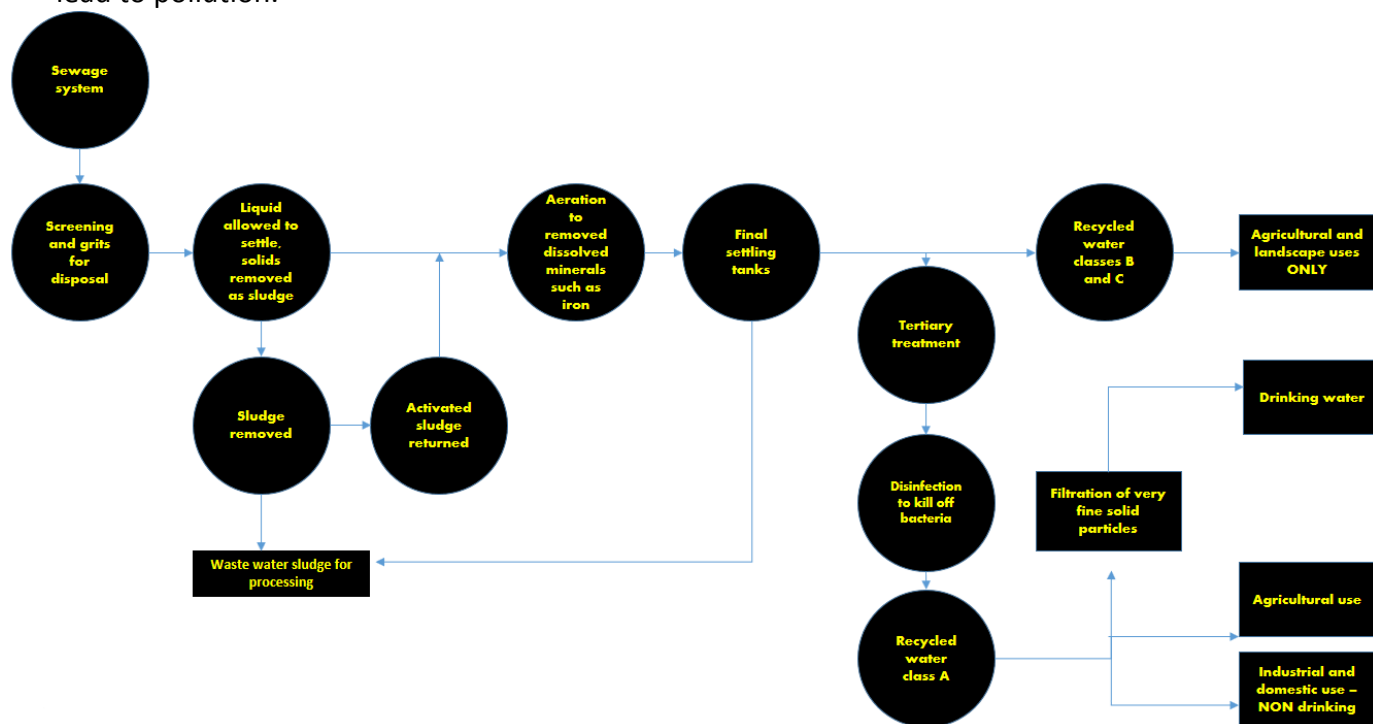 lead to pollution.
Sewage
system
Screening
and grits
for
disposal
Liquid
allowed to
settle,
solids
removed
as sludge
Aeration
to
removed
dissolved
minerals
such as
iron
Final
settling
tanks
Recycled
water
classes B
and C
Agricultural and
landscape uses
ONLY
Tertiary
treatment
Drinking water
Sludge
removed
Activated
sludge
returned
Disinfection
to kill off
bacteria
Filtration of very
fine solid
particles
Waste water sludge for
processing
Agricultural use
Recycled
water
class A
Industrial and
domestic use –
NON drinking